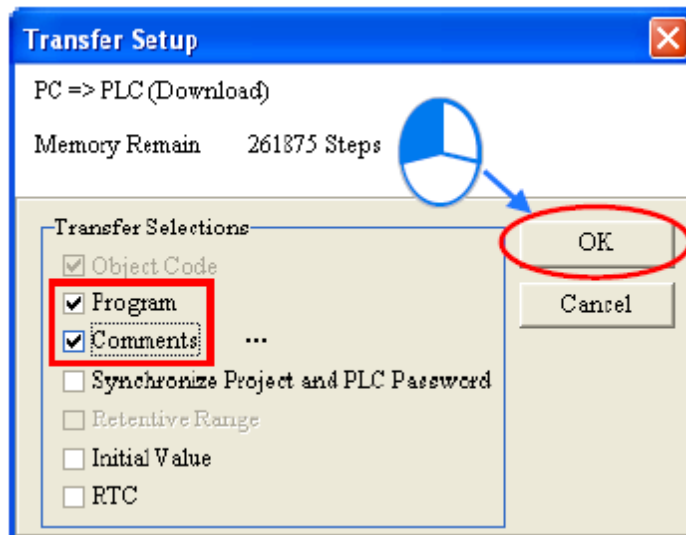 Transfer Setup
PC => PLC (Download)
Memory Remain 261875 Steps
Transfer Selections
Object Code
Program
Comments ...
Synchronize Project and PLC Password
Retentive Range
Initial Value
RTC
OK
Cancel